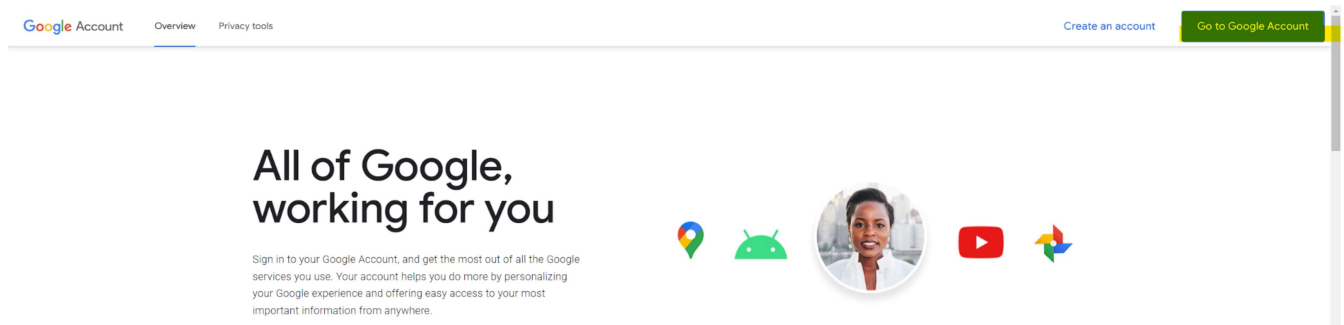 Google Account Overview Privacy tools Create an account Go to Google Account
All of Google,
working for you
Sign in to your Google Account, and get the most out of all the Google
services you use. Your account helps you do more by personalizing
your Google experience and offering easy access to your most
important information from anywhere.